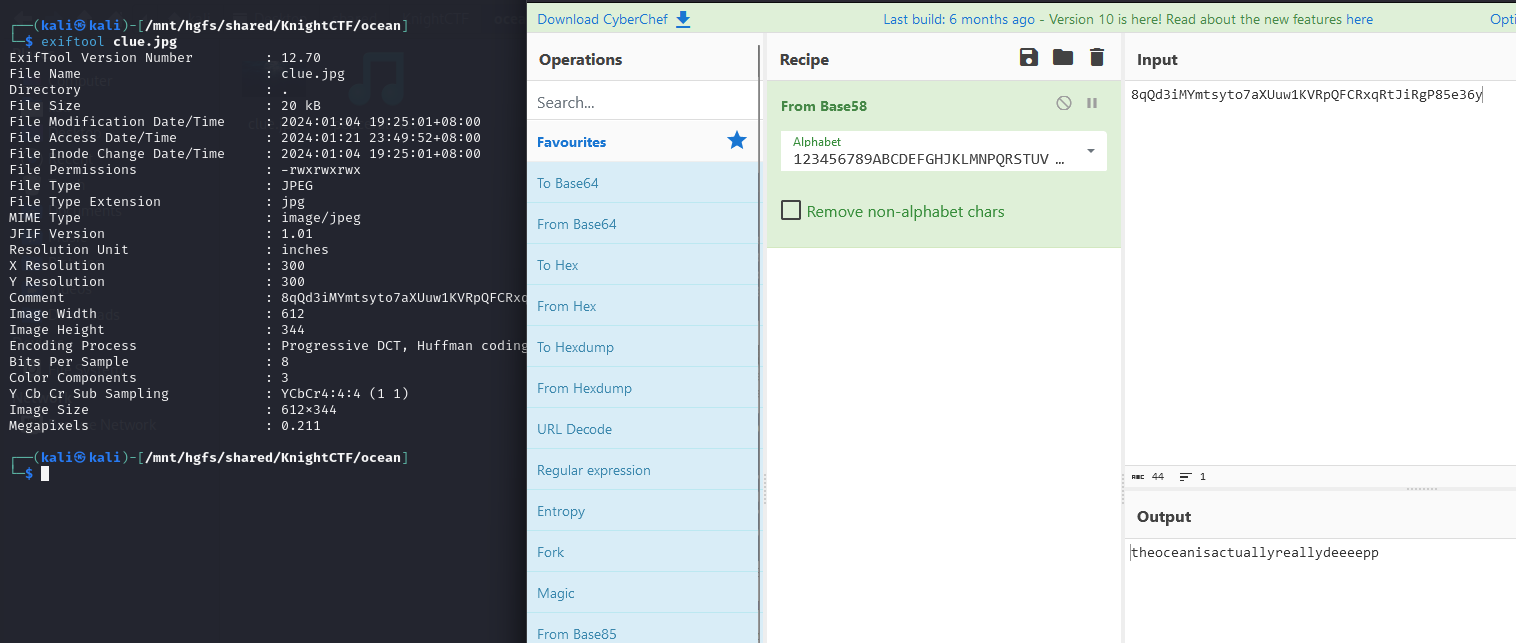 ┌──(kali㉿kali)-[/mnt/hgfs/shared/KnightCTF/ocean]
└─$ exiftool clue.jpg
ExifTool Version Number : 12.70
File Name : clue.jpg
Directory : .
File Size : 20 kB
File Modification Date/Time : 2024:01:04 19:25:01+08:00
File Access Date/Time : 2024:01:21 23:49:52+08:00
File Inode Change Date/Time : 2024:01:04 19:25:01+08:00
File Permissions : -rwxrwxrwx
File Type : JPEG
File Type Extension : jpg
MIME Type : image/jpeg
JFIF Version : 1.01
Resolution Unit : inches
X Resolution : 300
Y Resolution : 300
Comment : 8qQd3iMYmtsyto7aXUuw1KVRpQFCRxq
Image Width : 612
Image Height : 344
Encoding Process : Progressive DCT, Huffman coding
Bits Per Sample : 8
Color Components : 3
Y Cb Cr Sub Sampling : YCbCr4:4:4 (1 1)
Image Size : 612×344
Megapixels : 0.211
┌──(kali㉿kali)-[/mnt/hgfs/shared/KnightCTF/ocean]
└─$
Download CyberChef
Last build: 6 months ago - Version 10 is here! Read about the new features here
Opti
Operations
Search...
Favourites
To Base64
From Base64
To Hex
From Hex
To Hexdump
From Hexdump
URL Decode
Regular expression
Entropy
Fork
Magic
From Base85
Recipe
From Base58
Alphabet
123456789ABCDEFGHJKLMNPQRSTUV …
Remove non-alphabet chars
Input
8qQd3iMYmtsyto7aXUuw1KVRpQFCRxqRtJiRgP85e36y
ABC 44 1
Output
theoceanisactuallyreallydeeeepp